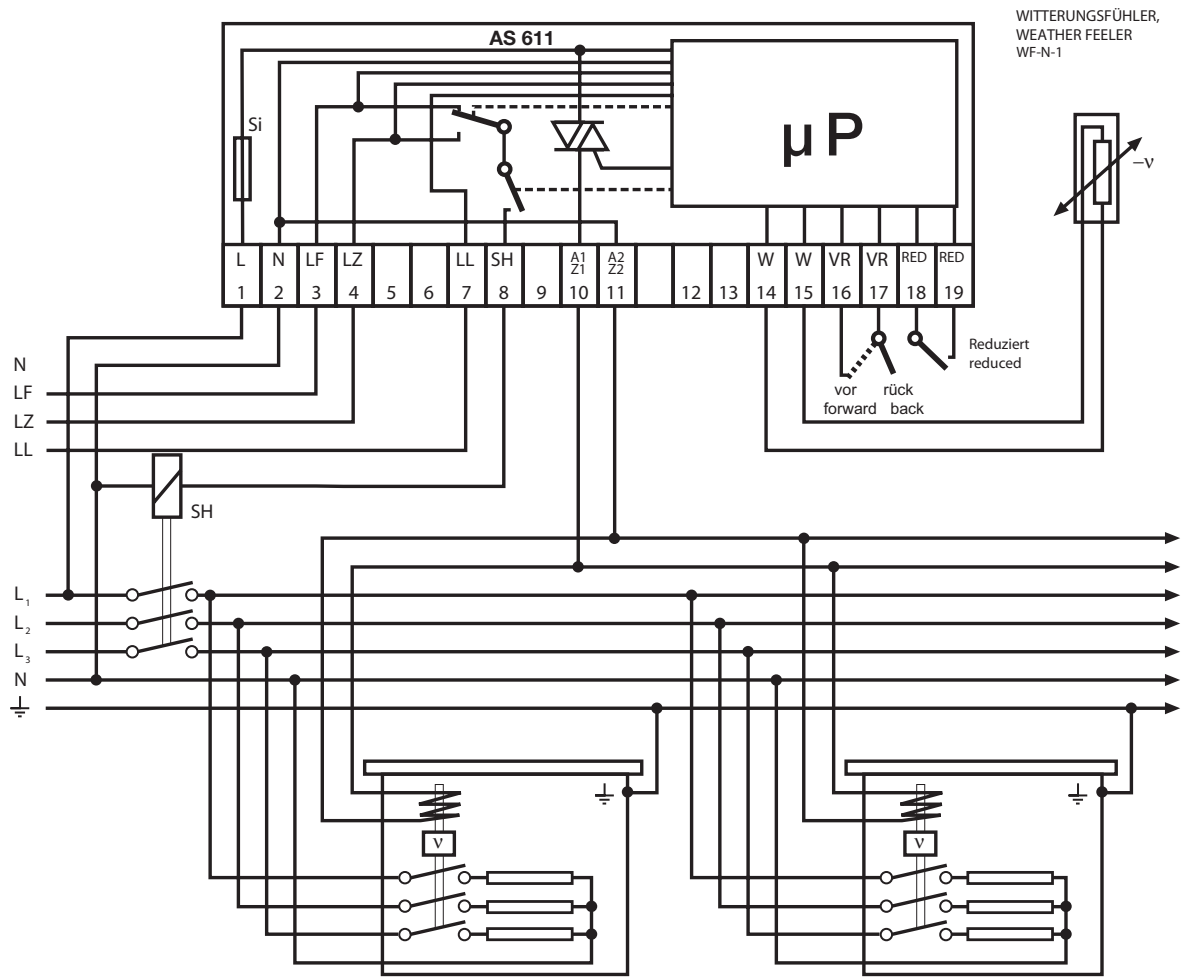 WITTERUNGSFÜHLER,
WEATHER FEELER
WF-N-1
AS 611
Si
µ P
–ν
L N LF LZ LL SH A1 Z1 A2 Z2 W W VR VR RED RED
1 2 3 4 5 6 7 8 9 10 11 12 13 14 15 16 17 18 19
Reduziert
reduced
vor rück
forward back
N
LF
LZ
LL
SH
L1
L2
L3
N
ν ν